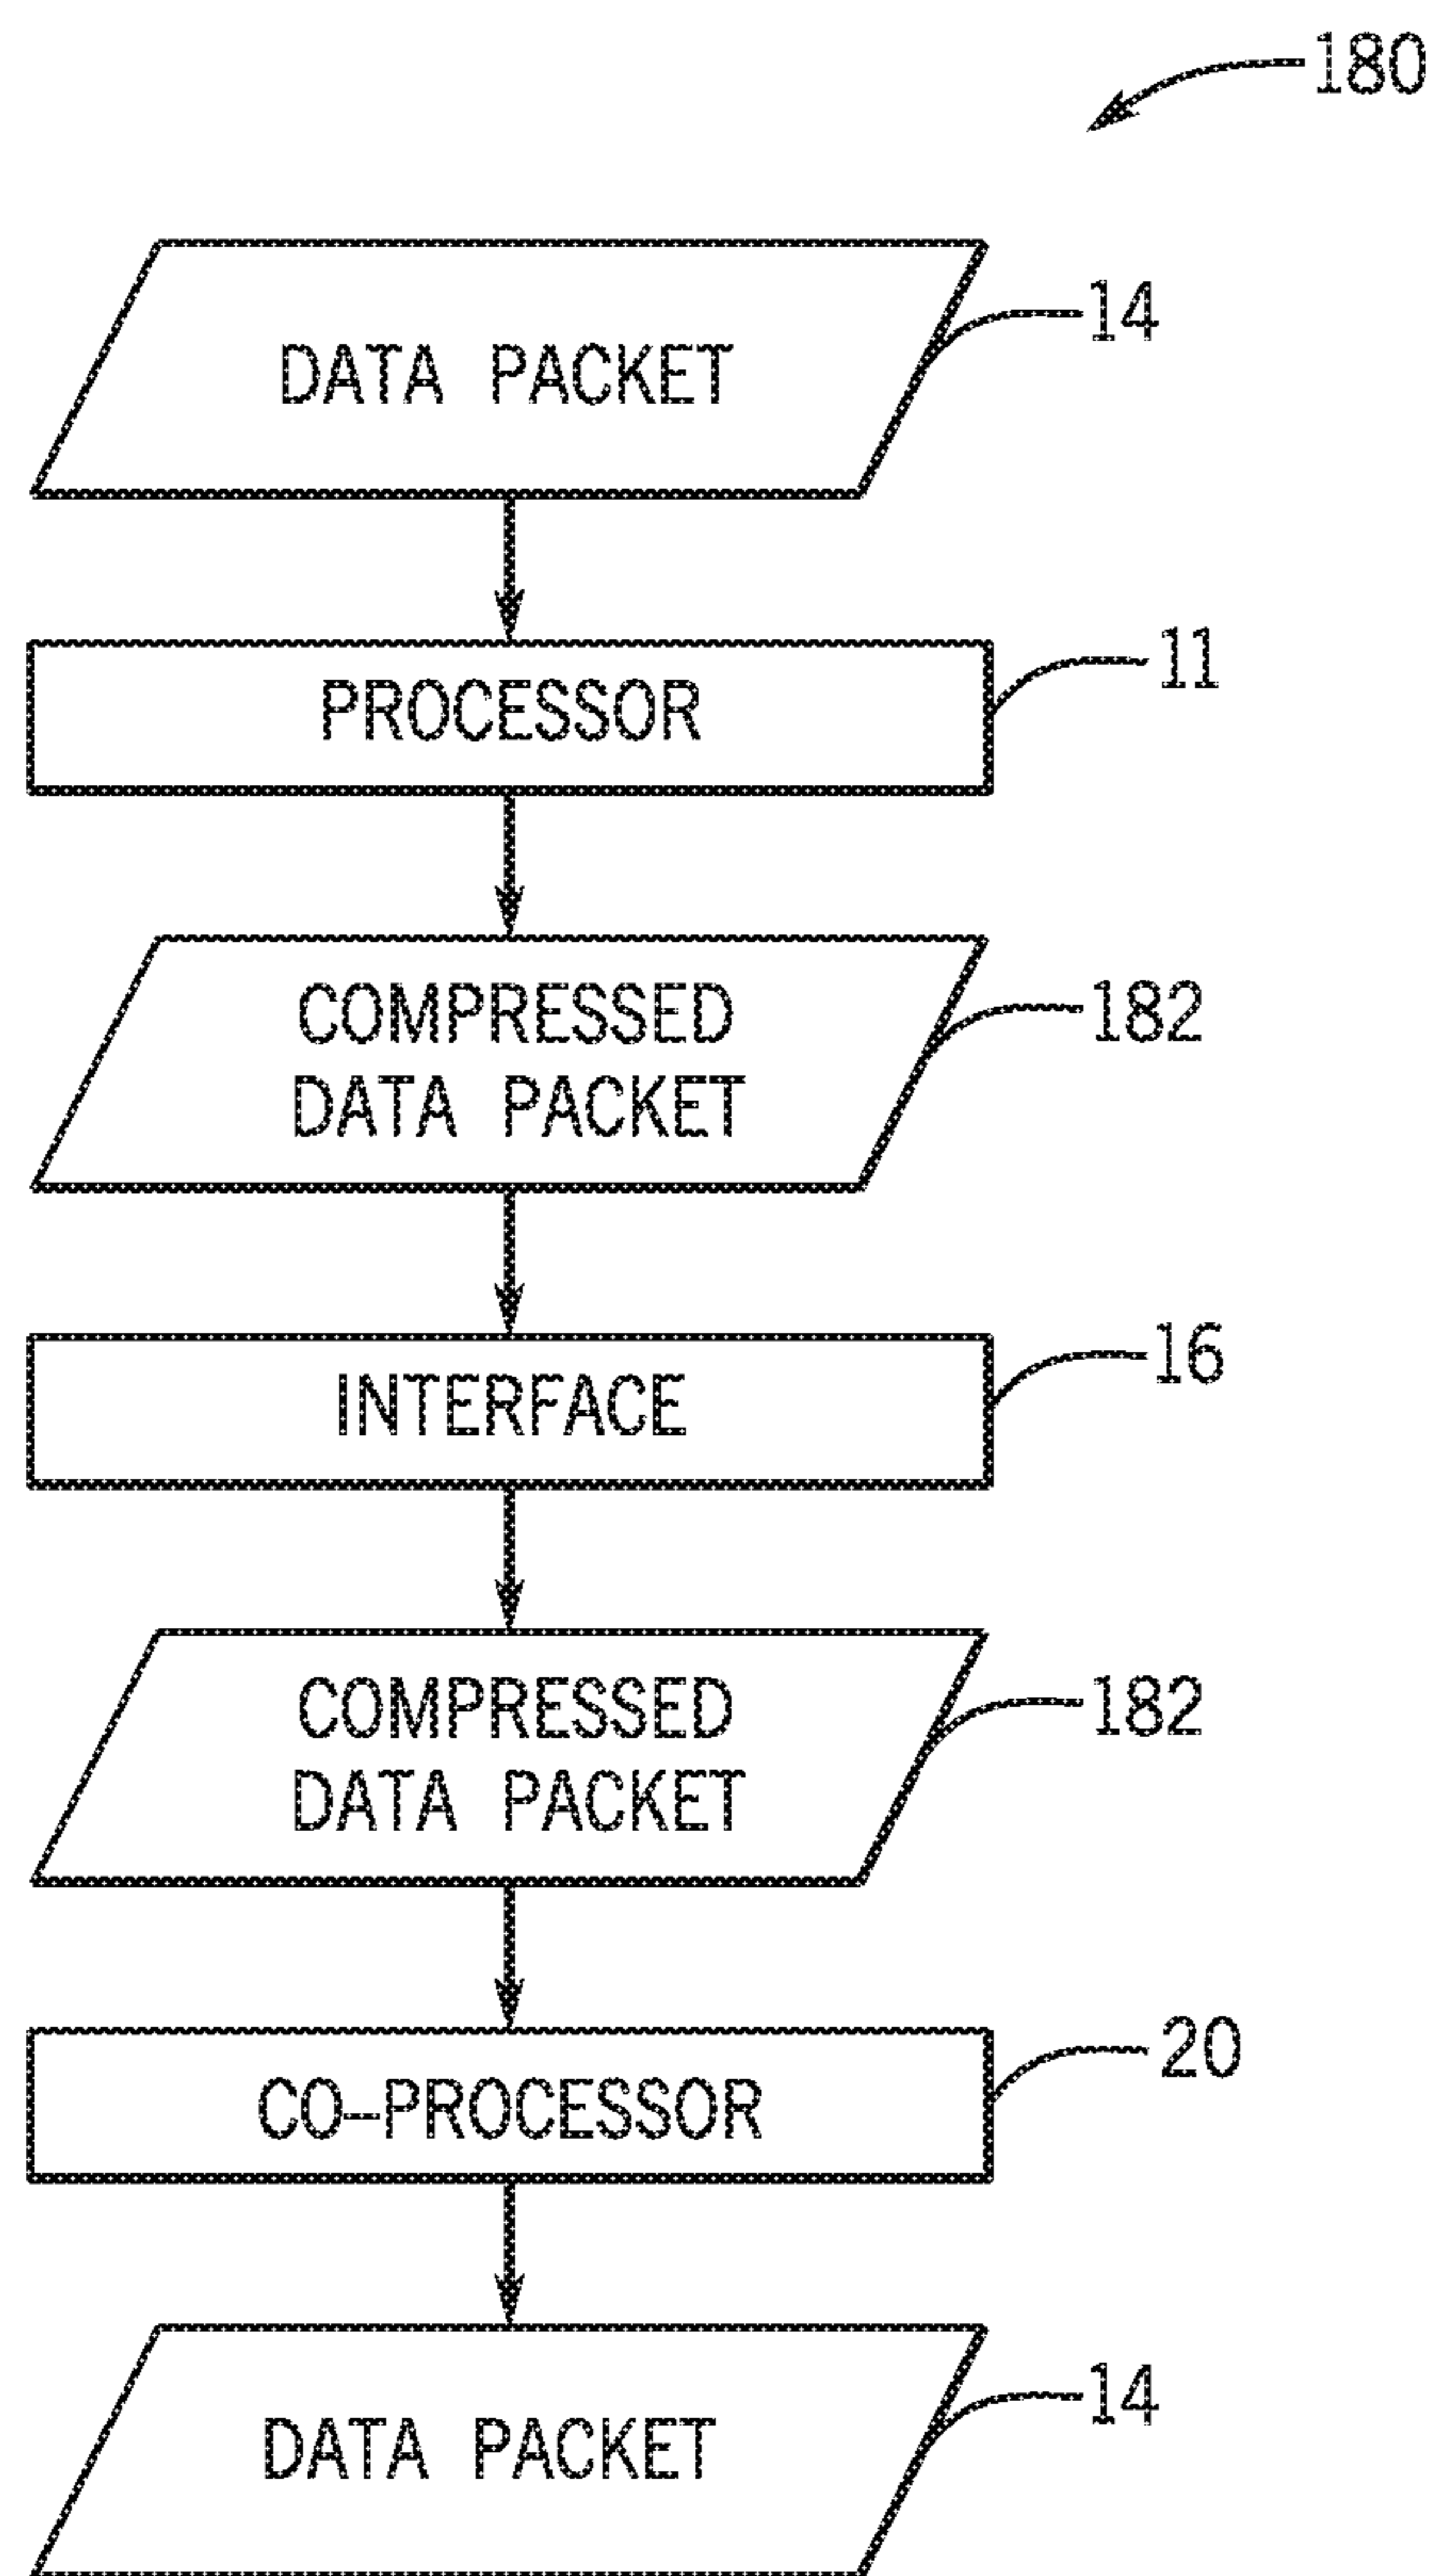 180
DATA PACKET
14
PROCESSOR
11
COMPRESSED
DATA PACKET
182
INTERFACE
16
COMPRESSED
DATA PACKET
182
CO-PROCESSOR
20
DATA PACKET
14